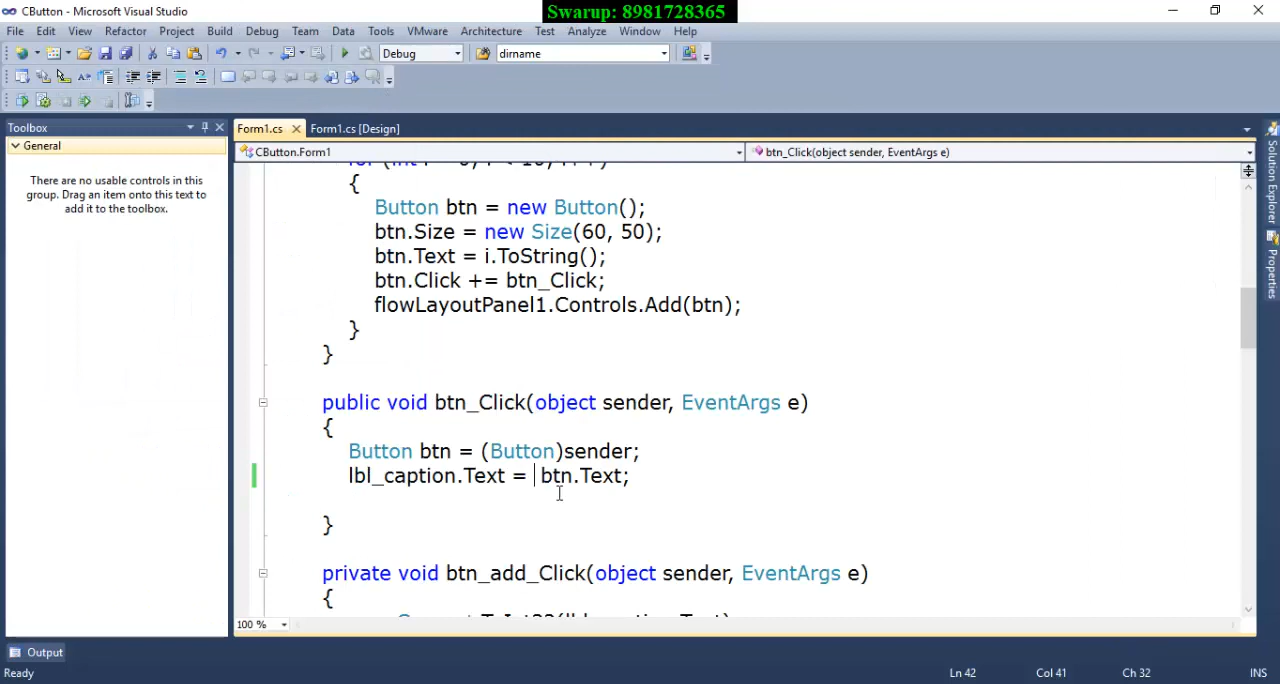 CButton - Microsoft Visual Studio
Swarup: 8981728365
File Edit View Refactor Project Build Debug Team Data Tools VMware Architecture Test Analyze Window Help
Debug
dirname
Toolbox
General
There are no usable controls in this
group. Drag an item onto this text to
add it to the toolbox.
Form1.cs
Form1.cs [Design]
CButton.Form1
btn_Click(object sender, EventArgs e)
{
Button btn = new Button();
btn.Size = new Size(60, 50);
btn.Text = i.ToString();
btn.Click += btn_Click;
flowLayoutPanel1.Controls.Add(btn);
}
}
public void btn_Click(object sender, EventArgs e)
{
Button btn = (Button)sender;
lbl_caption.Text = btn.Text;
}
private void btn_add_Click(object sender, EventArgs e)
{
100 %
Solution Explorer
Properties
Output
Ready
Ln 42
Col 41
Ch 32
INS